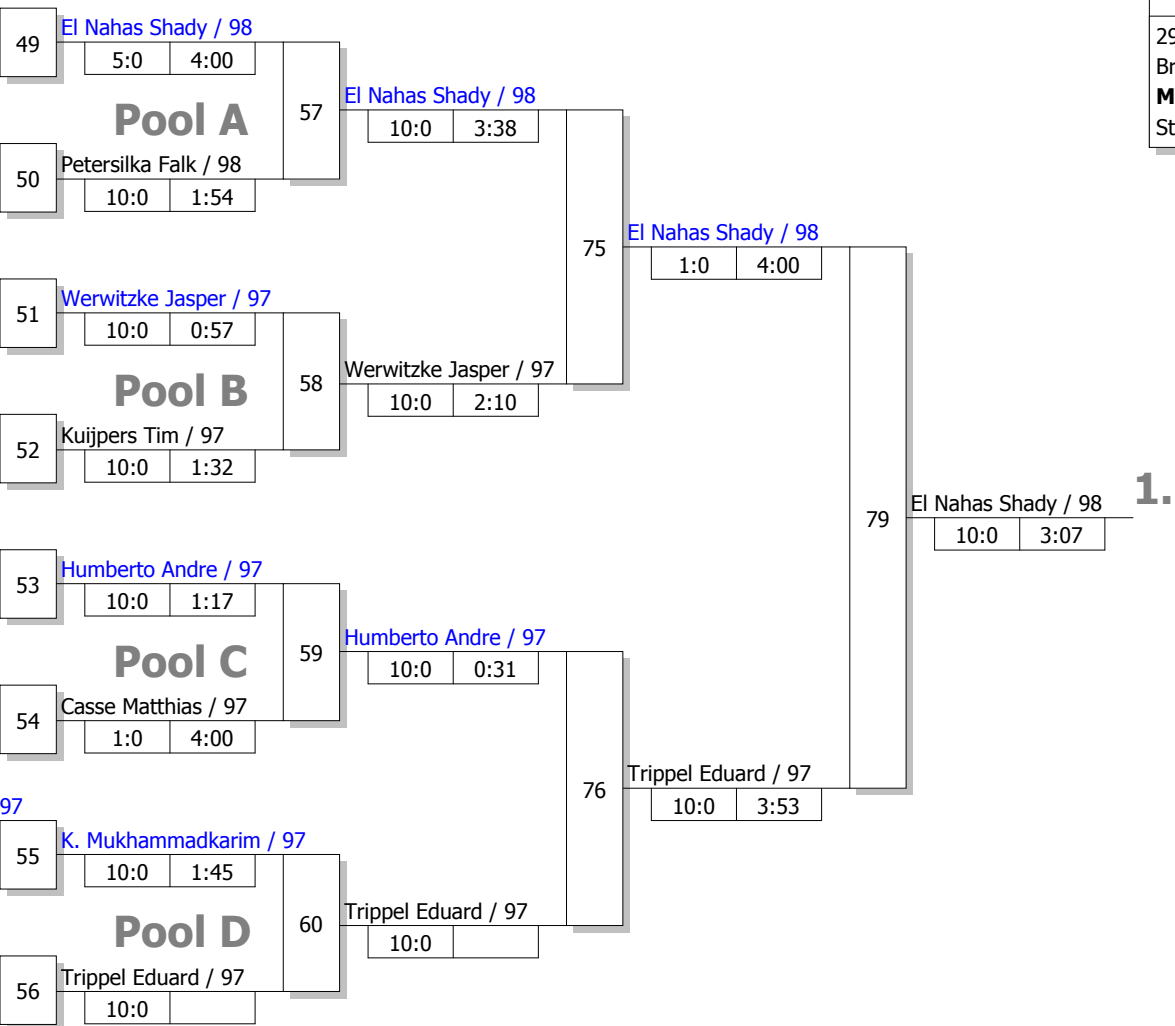 29
Br
M
St
49
El Nahas Shady / 98
5:0 4:00
Pool A
57
El Nahas Shady / 98
10:0 3:38
50
Petersilka Falk / 98
10:0 1:54
75
El Nahas Shady / 98
1:0 4:00
51
Werwitzke Jasper / 97
10:0 0:57
Pool B
58
Werwitzke Jasper / 97
10:0 2:10
52
Kuijpers Tim / 97
10:0 1:32
79
El Nahas Shady / 98
1.
10:0 3:07
53
Humberto Andre / 97
10:0 1:17
Pool C
59
Humberto Andre / 97
10:0 0:31
54
Casse Matthias / 97
1:0 4:00
76
Trippel Eduard / 97
10:0 3:53
97
55
K. Mukhammadkarim / 97
10:0 1:45
Pool D
60
Trippel Eduard / 97
10:0
56
Trippel Eduard / 97
10:0